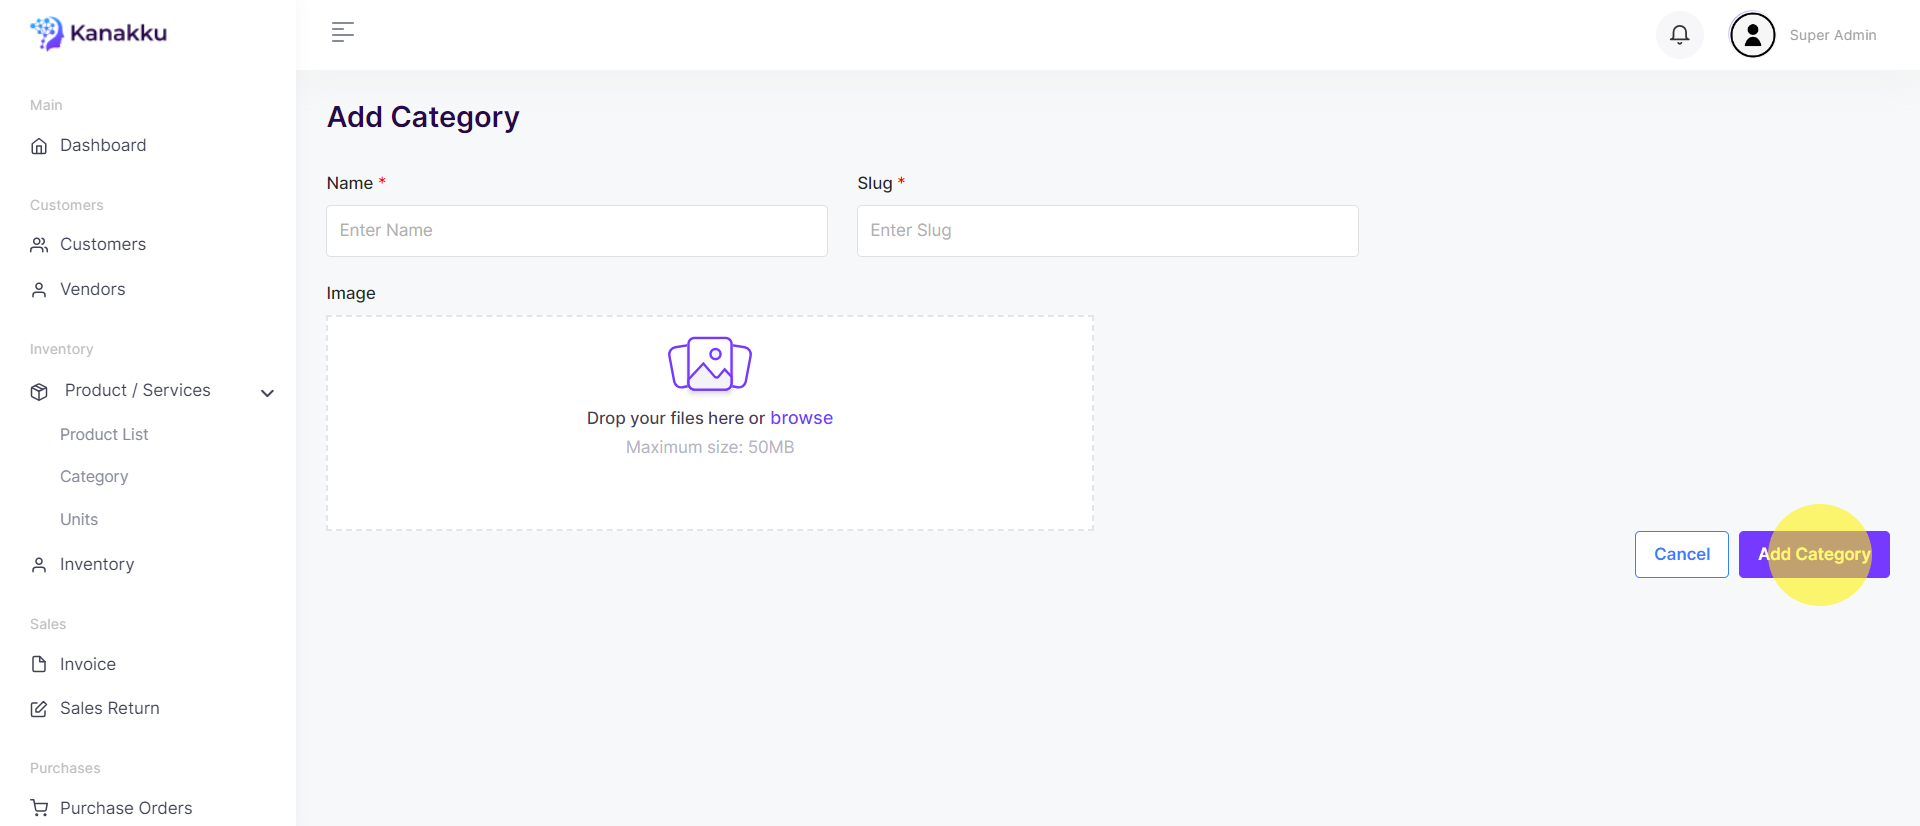 Kanakku
Super Admin
Main
Dashboard
Customers
Customers
Vendors
Inventory
Product / Services
Product List
Category
Units
Inventory
Sales
Invoice
Sales Return
Purchases
Purchase Orders
Add Category
Name *
Slug *
Enter Name
Enter Slug
Image
Drop your files here or browse
Maximum size: 50MB
Cancel
Add Category